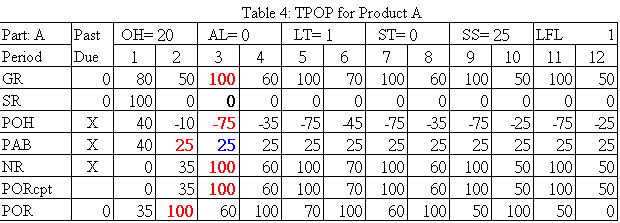 Table 4: TPOP for Product A
Part: A Past OH= 20 AL= 0 LT= 1 ST= 0 SS= 25 LFL 1
Period Due 1 2 3 4 5 6 7 8 9 10 11 12
GR 0 80 50 100 60 100 70 100 60 100 50 100 50
SR 0 100 0 0 0 0 0 0 0 0 0 0 0
POH X 40 -10 -75 -35 -75 -45 -75 -35 -75 -25 -75 -25
PAB X 40 25 25 25 25 25 25 25 25 25 25 25
NR X 0 35 100 60 100 70 100 60 100 50 100 50
PORcpt 0 35 100 60 100 70 100 60 100 50 100 50
POR 0 35 100 60 100 70 100 60 100 50 100 50 0